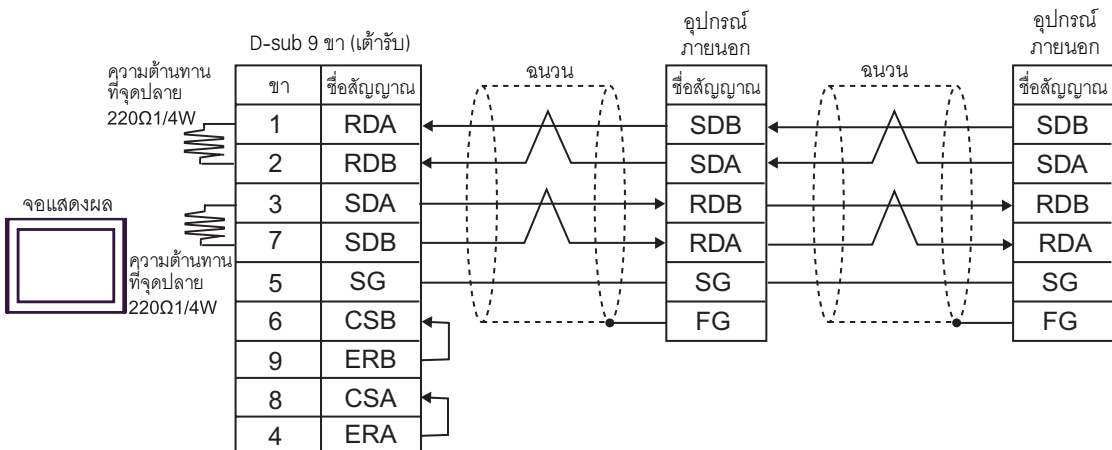 อุปกรณ์
ภายนอก
อุปกรณ์
ภายนอก
D-sub 9 ขา (เต้ารับ)
ความต้านทาน
ที่จุดปลาย
220Ω1/4W
ขา ชื่อสัญญาณ
ฉนวน
ชื่อสัญญาณ
ฉนวน
ชื่อสัญญาณ
1 RDA SDB SDB
2 RDB SDA SDA
3 SDA RDB RDB
จอแสดงผล
7 SDB RDA RDA
ความต้านทาน
ที่จุดปลาย
220Ω1/4W
5 SG SG SG
6 CSB FG FG
9 ERB
8 CSA
4 ERA